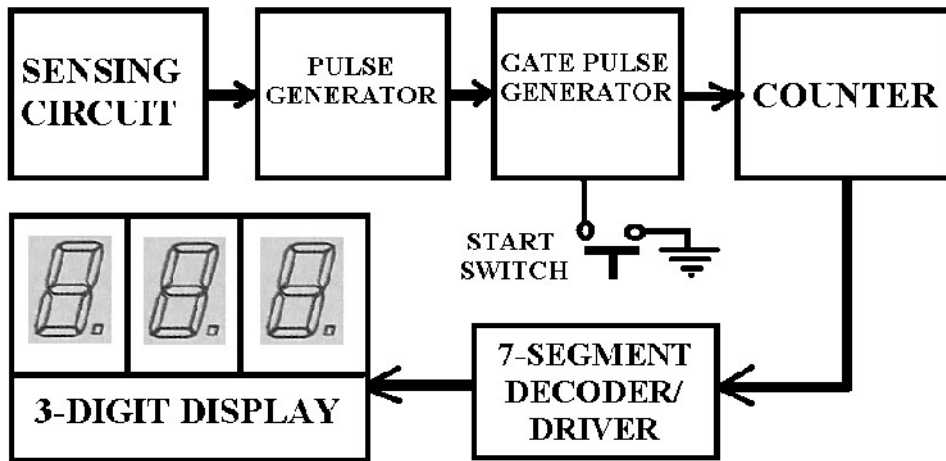 SENSING
CIRCUIT
PULSE
GENERATOR
GATE PULSE
GENERATOR
COUNTER
START
SWITCH
7-SEGMENT
DECODER/
DRIVER
3-DIGIT DISPLAY